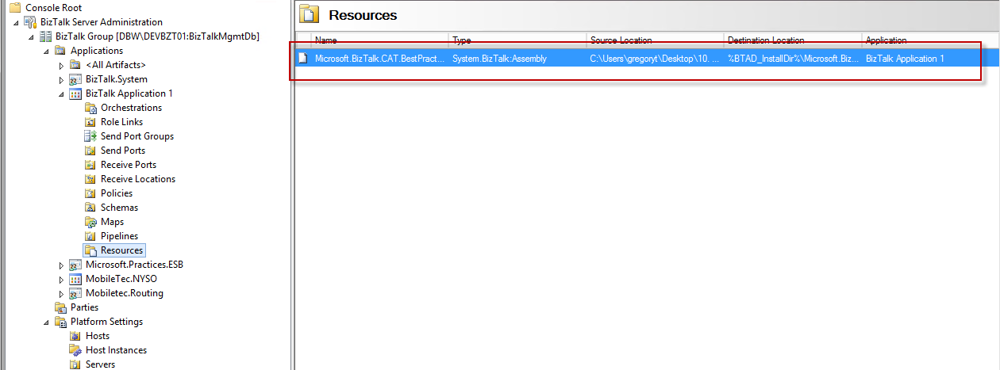 Console Root
BizTalk Server Administration
BizTalk Group [DBW\DEVBZT01:BizTalkMgmtDb]
Applications
<All Artifacts>
BizTalk.System
BizTalk Application 1
Orchestrations
Role Links
Send Port Groups
Send Ports
Receive Ports
Receive Locations
Policies
Schemas
Maps
Pipelines
Resources
Microsoft.Practices.ESB
MobileTec.NYSO
Mobiletec.Routing
Parties
Platform Settings
Hosts
Host Instances
Servers
Resources
Name Type Source Location Destination Location Application
Microsoft.BizTalk.CAT.BestPract... System.BizTalk:Assembly C:\Users\gregoryt\Desktop\10. ... %BTAD_InstallDir%\Microsoft.Biz... BizTalk Application 1